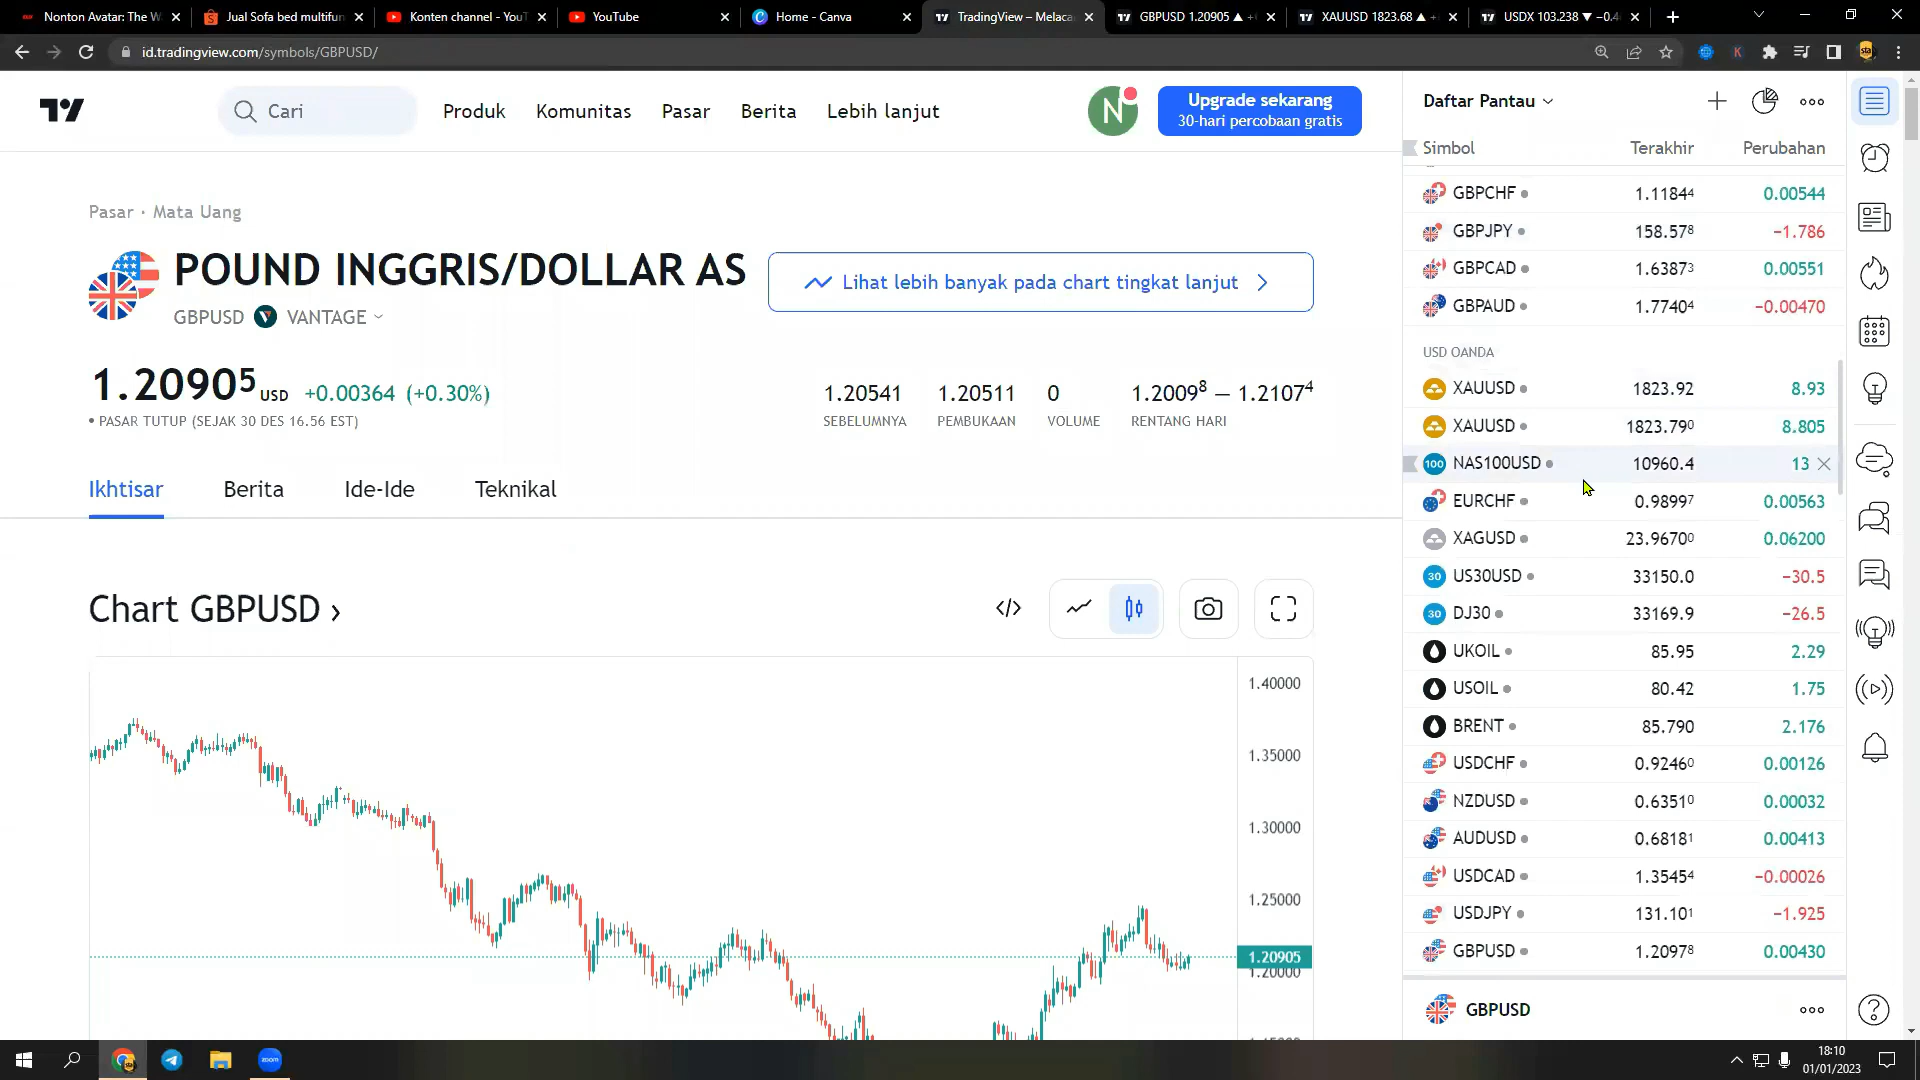 Nonton Avatar: The W
Jual Sofa bed multifun
Konten channel - YouT
YouTube
Home - Canva
TradingView – Melaca
GBPUSD 1.20905 ▲ +
XAUUSD 1823.68 ▲ +
USDX 103.238 ▼ −0.4
id.tradingview.com/symbols/GBPUSD/
Cari
Produk
Komunitas
Pasar
Berita
Lebih lanjut
N
Upgrade sekarang
30-hari percobaan gratis
Pasar · Mata Uang
POUND INGGRIS/DOLLAR AS
GBPUSD VANTAGE
Lihat lebih banyak pada chart tingkat lanjut
1.20905 USD +0.00364 (+0.30%)
• PASAR TUTUP (SEJAK 30 DES 16.56 EST)
1.20541 1.20511 0 1.20098 — 1.21074
SEBELUMNYA PEMBUKAAN VOLUME RENTANG HARI
Ikhtisar Berita Ide-Ide Teknikal
Chart GBPUSD ›
1.40000
1.35000
1.30000
1.25000
1.20905
1.20000
Daftar Pantau
Simbol Terakhir Perubahan
GBPCHF 1.11844 0.00544
GBPJPY 158.578 −1.786
GBPCAD 1.63873 0.00551
GBPAUD 1.77404 −0.00470
USD OANDA
XAUUSD 1823.92 8.93
XAUUSD 1823.790 8.805
100 NAS100USD 10960.4 13
EURCHF 0.98997 0.00563
XAGUSD 23.96700 0.06200
30 US30USD 33150.0 −30.5
30 DJ30 33169.9 −26.5
UKOIL 85.95 2.29
USOIL 80.42 1.75
BRENT 85.790 2.176
USDCHF 0.92460 0.00126
NZDUSD 0.63510 0.00032
AUDUSD 0.68181 0.00413
USDCAD 1.35454 −0.00026
USDJPY 131.101 −1.925
GBPUSD 1.20978 0.00430
GBPUSD
zoom
18:10
01/01/2023